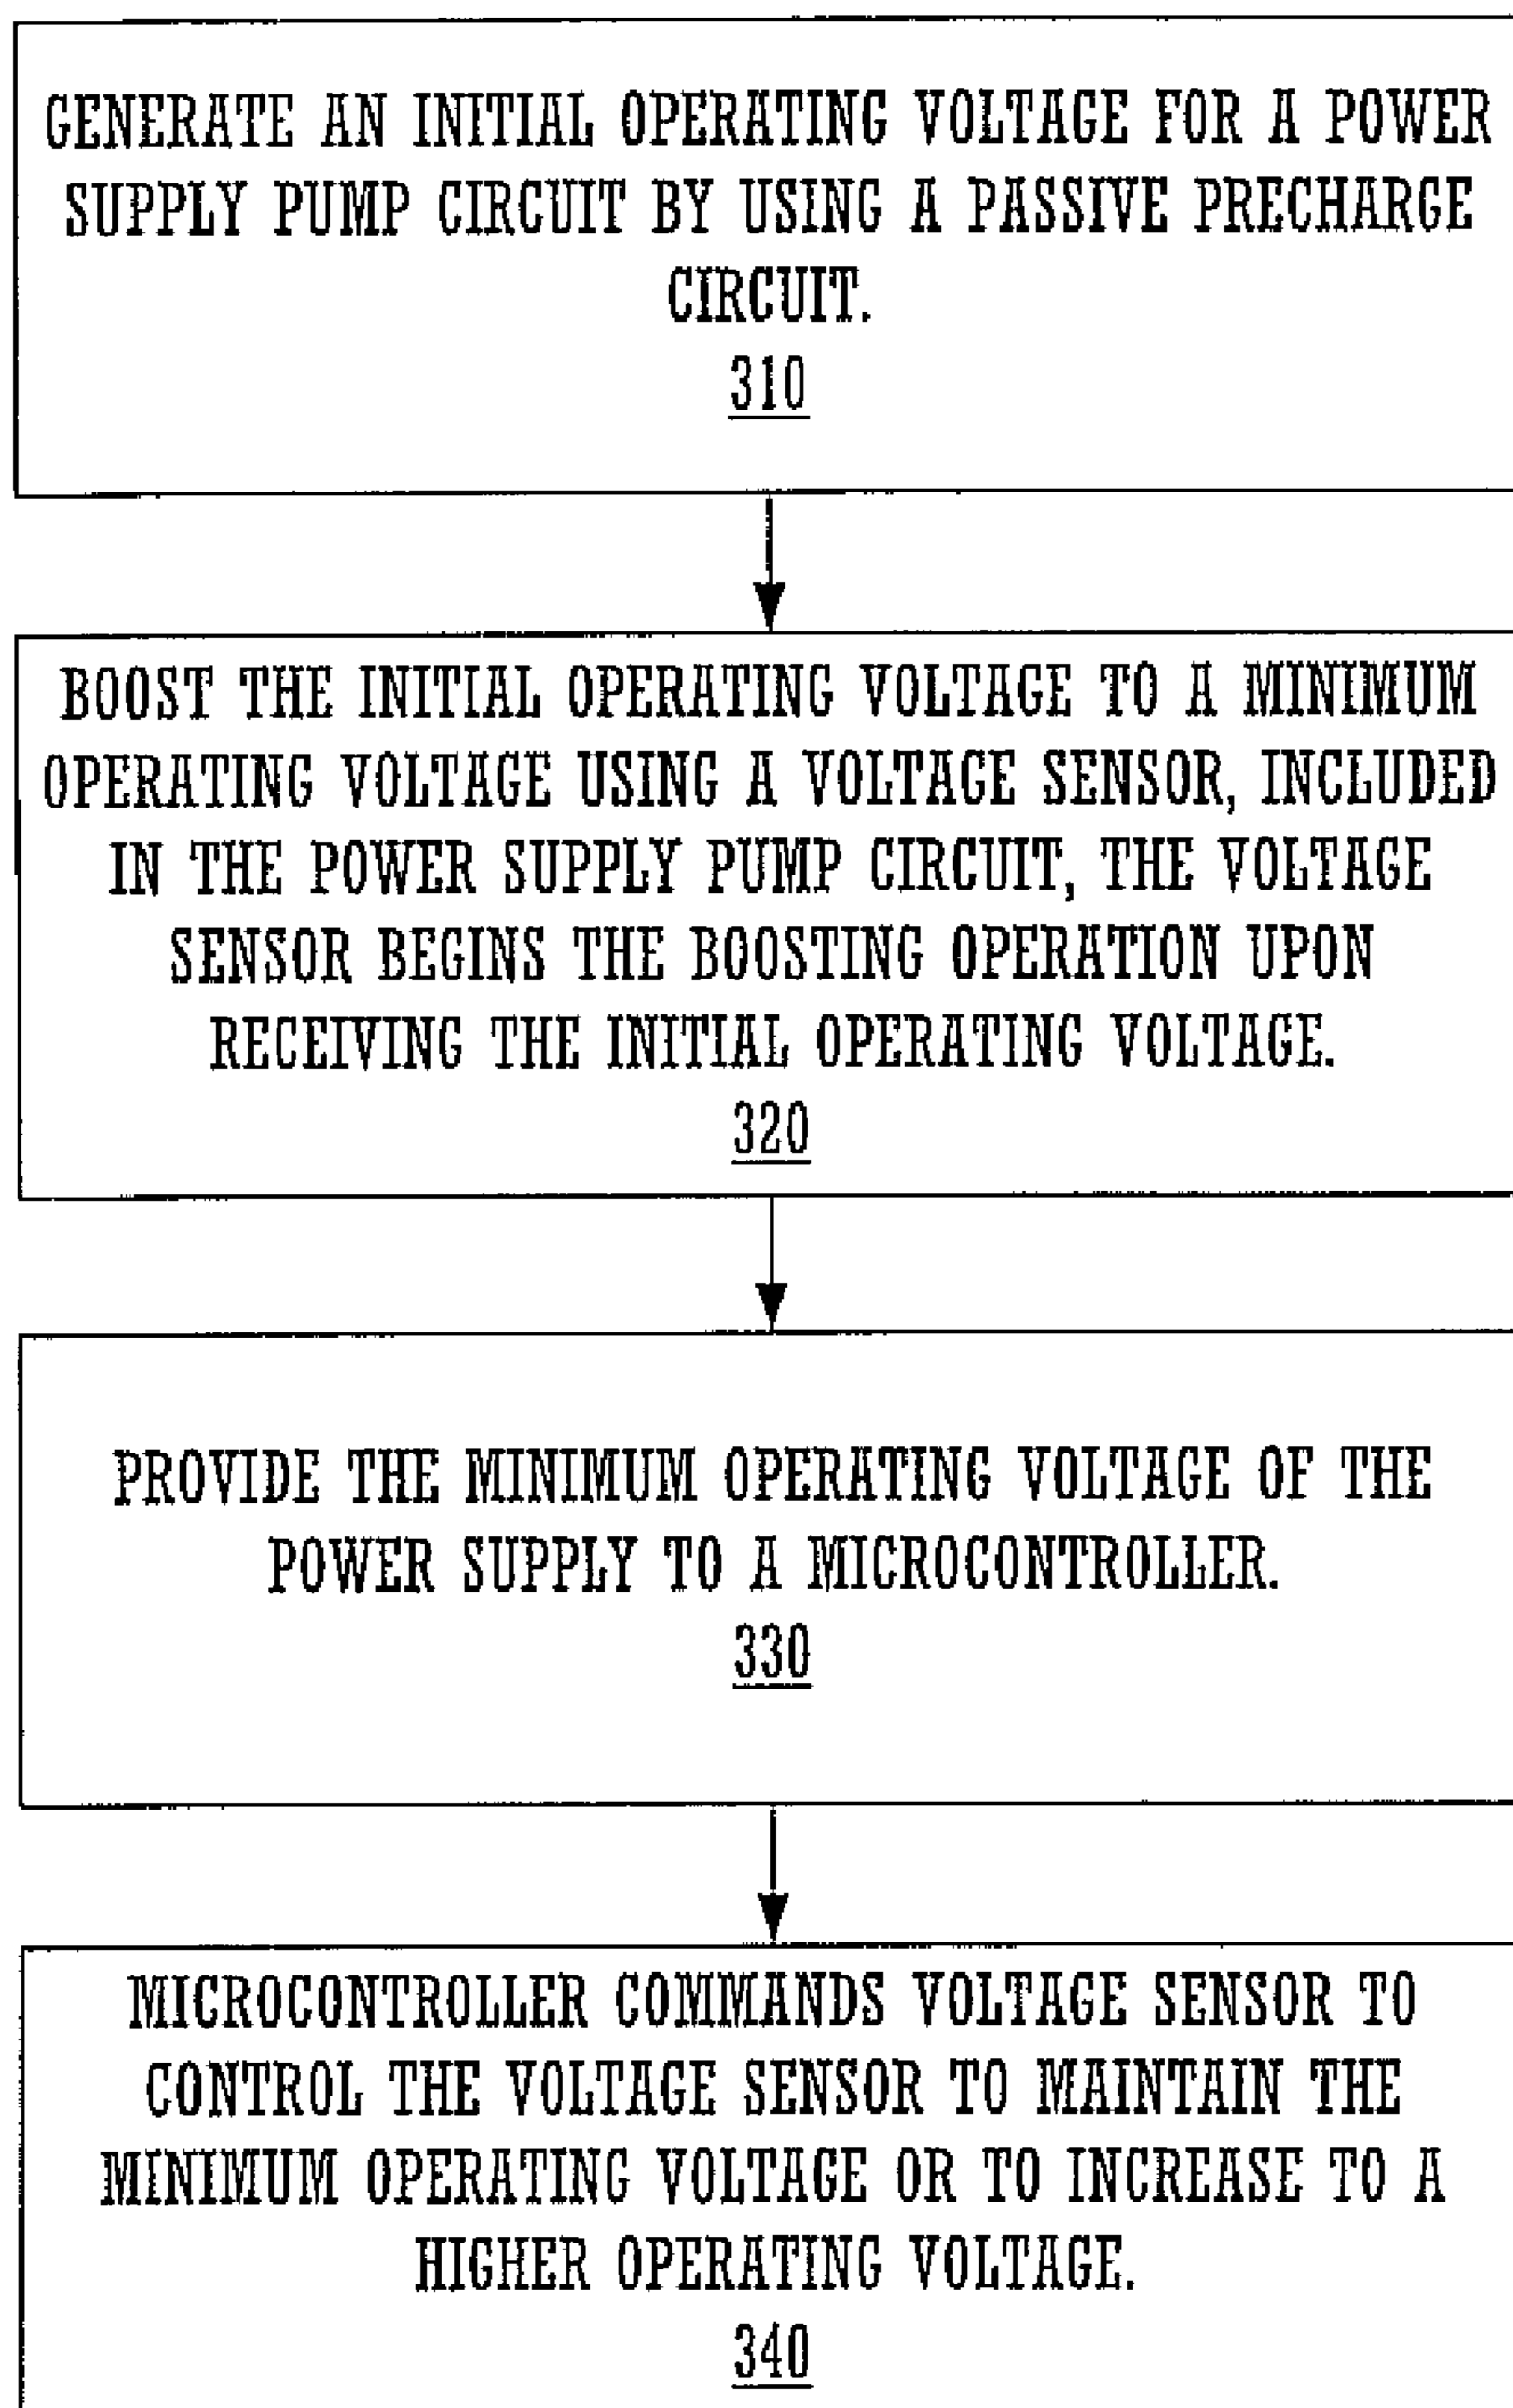 GENERATE AN INITIAL OPERATING VOLTAGE FOR A POWER
SUPPLY PUMP CIRCUIT BY USING A PASSIVE PRECHARGE
CIRCUIT.
310
BOOST THE INITIAL OPERATING VOLTAGE TO A MINIMUM
OPERATING VOLTAGE USING A VOLTAGE SENSOR, INCLUDED
IN THE POWER SUPPLY PUMP CIRCUIT, THE VOLTAGE
SENSOR BEGINS THE BOOSTING OPERATION UPON
RECEIVING THE INITIAL OPERATING VOLTAGE.
320
PROVIDE THE MINIMUM OPERATING VOLTAGE OF THE
POWER SUPPLY TO A MICROCONTROLLER.
330
MICROCONTROLLER COMMANDS VOLTAGE SENSOR TO
CONTROL THE VOLTAGE SENSOR TO MAINTAIN THE
MINIMUM OPERATING VOLTAGE OR TO INCREASE TO A
HIGHER OPERATING VOLTAGE.
340